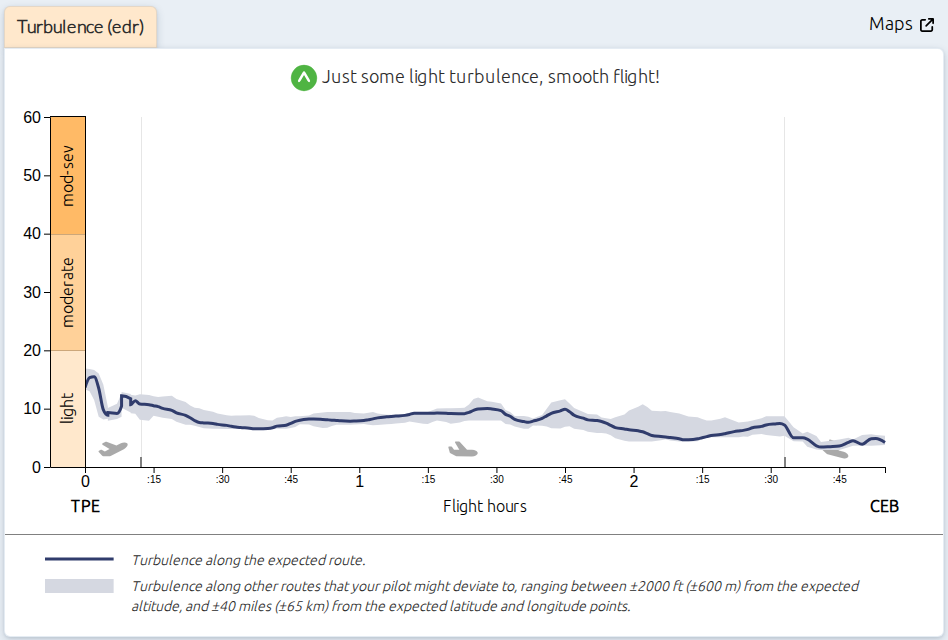 Turbulence (edr)
Maps
Just some light turbulence, smooth flight!
60
50
40
30
20
10
0
mod-sev
moderate
light
0 :15 :30 :45 1 :15 :30 :45 2 :15 :30 :45
TPE Flight hours CEB
Turbulence along the expected route.
Turbulence along other routes that your pilot might deviate to, ranging between ±2000 ft (±600 m) from the expected
altitude, and ±40 miles (±65 km) from the expected latitude and longitude points.